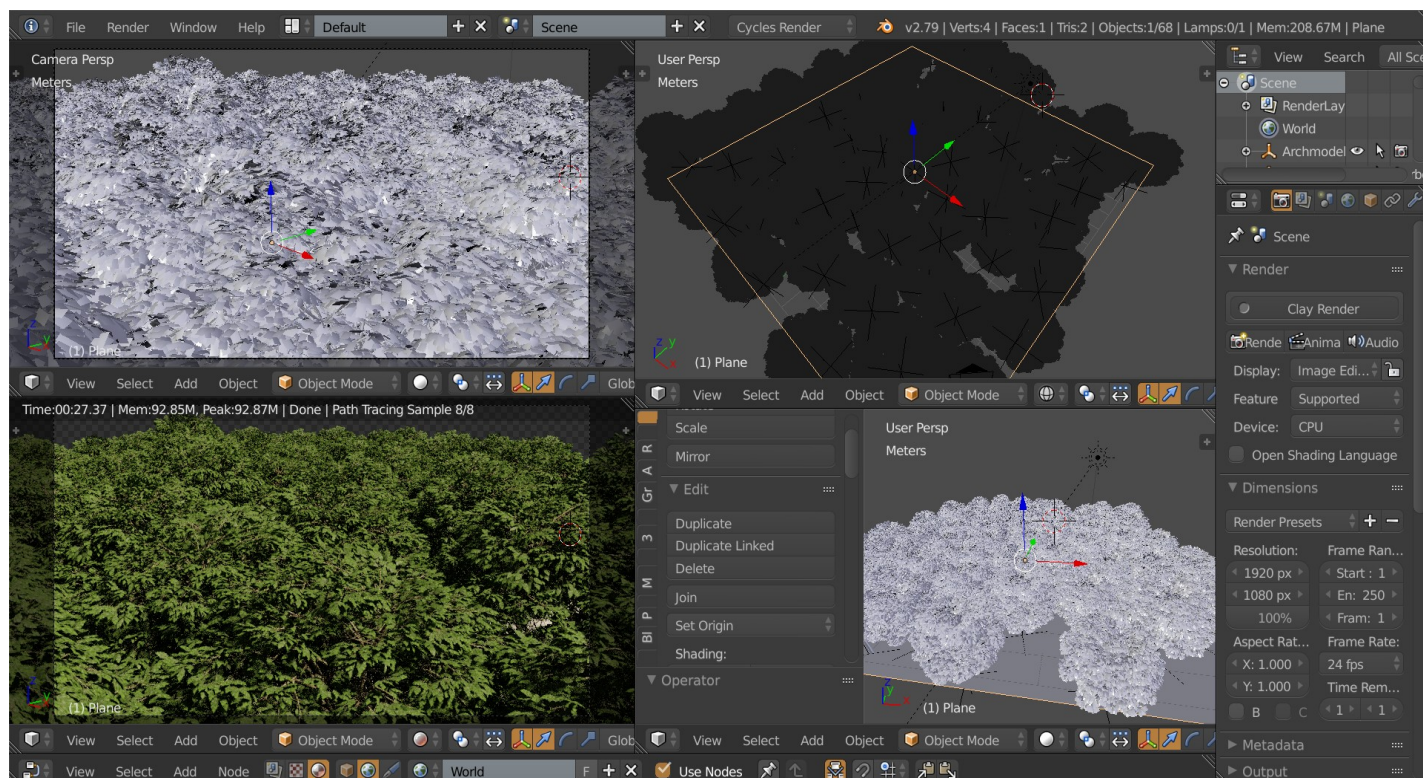 File Render Window Help Default Scene Cycles Render v2.79 | Verts:4 | Faces:1 | Tris:2 | Objects:1/68 | Lamps:0/1 | Mem:208.67M | Plane
Camera Persp
Meters
(1) Plane
View Select Add Object Object Mode Glob
User Persp
Meters
(1) Plane
View Select Add Object Object Mode
Time:00:27.37 | Mem:92.85M, Peak:92.87M | Done | Path Tracing Sample 8/8
(1) Plane
View Select Add Object Object Mode Glob
R
A
Gr
3
M
P
Bl
Scale
Mirror
Edit
Duplicate
Duplicate Linked
Delete
Join
Set Origin
Shading:
Operator
User Persp
Meters
(1) Plane
View Select Add Object Object Mode
View Select Add Node World F Use Nodes
View Search All Sce
Scene
RenderLay
World
Archmodel
Scene
Render
Clay Render
Rende Anima Audio
Display: Image Edi...
Feature Supported
Device: CPU
Open Shading Language
Dimensions
Render Presets
Resolution: Frame Ran...
1920 px Start : 1
1080 px En: 250
100% Fram: 1
Aspect Rat... Frame Rate:
X: 1.000 24 fps
Y: 1.000 Time Rem...
B C 1 1
Metadata
Output